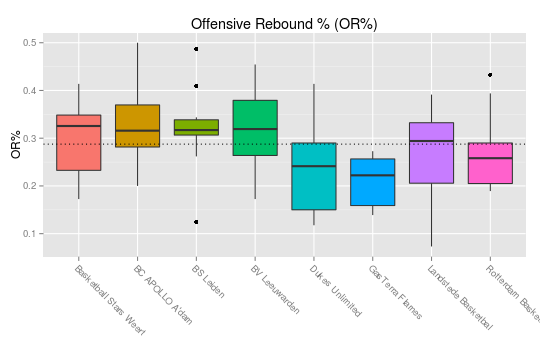 Offensive Rebound % (OR%)
OR%
0.5
0.4
0.3
0.2
0.1
Basketball Stars Weert
BC APOLLO A'dam
BS Leiden
BV Leeuwarden
Dukes Unlimited
GasTerra Flames
Landstede Basketbal
Rotterdam Baske